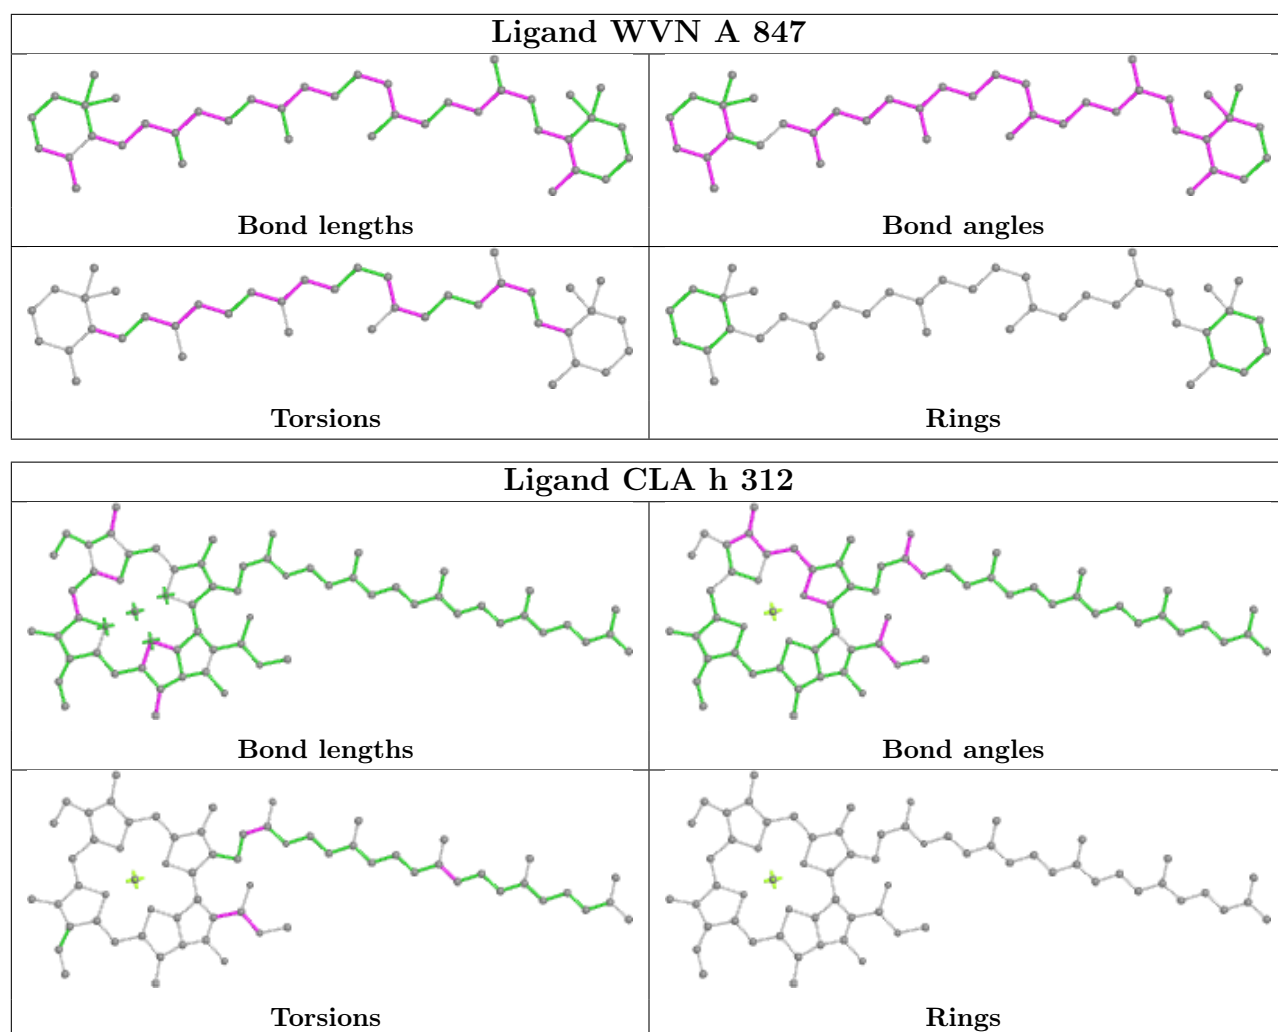 Ligand WVN A 847
Bond lengths
Bond angles
Torsions
Rings
Ligand CLA h 312
Bond lengths
Bond angles
Torsions
Rings